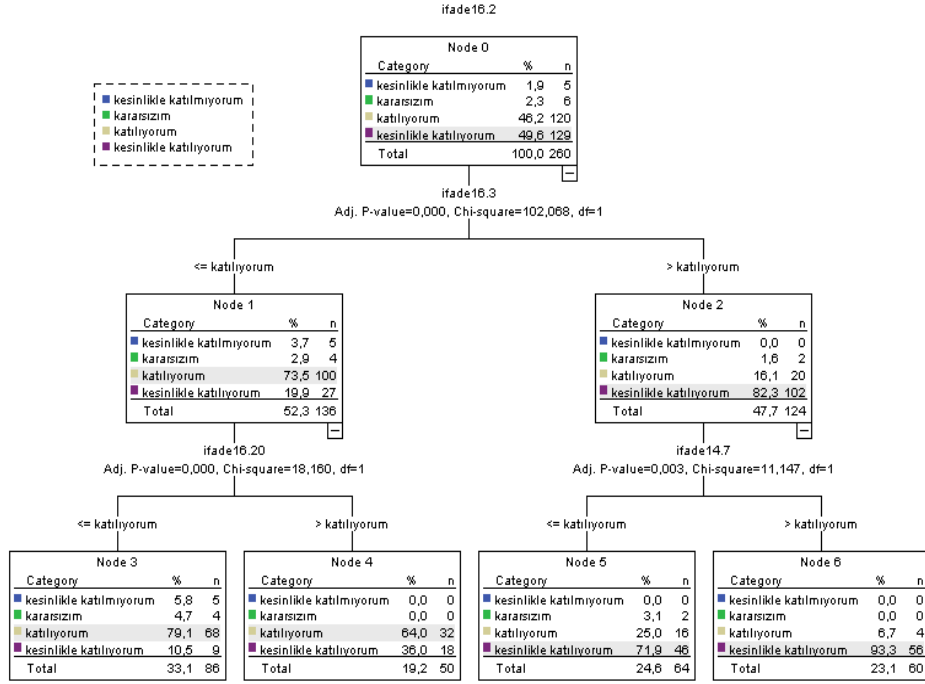 ifade16.2
Node 0
Category % n
kesinlikle katılmıyorum 1,9 5
kararsızım 2,3 6
katılıyorum 46,2 120
kesinlikle katılıyorum 49,6 129
Total 100,0 260
kesinlikle katılmıyorum
kararsızım
katılıyorum
kesinlikle katılıyorum
ifade16.3
Adj. P-value=0,000, Chi-square=102,068, df=1
<= katılıyorum
> katılıyorum
Node 1
Category % n
kesinlikle katılmıyorum 3,7 5
kararsızım 2,9 4
katılıyorum 73,5 100
kesinlikle katılıyorum 19,9 27
Total 52,3 136
Node 2
Category % n
kesinlikle katılmıyorum 0,0 0
kararsızım 1,6 2
katılıyorum 16,1 20
kesinlikle katılıyorum 82,3 102
Total 47,7 124
ifade16.20
Adj. P-value=0,000, Chi-square=18,160, df=1
ifade14.7
Adj. P-value=0,003, Chi-square=11,147, df=1
<= katılıyorum
> katılıyorum
<= katılıyorum
> katılıyorum
Node 3
Category % n
kesinlikle katılmıyorum 5,8 5
kararsızım 4,7 4
katılıyorum 79,1 68
kesinlikle katılıyorum 10,5 9
Total 33,1 86
Node 4
Category % n
kesinlikle katılmıyorum 0,0 0
kararsızım 0,0 0
katılıyorum 64,0 32
kesinlikle katılıyorum 36,0 18
Total 19,2 50
Node 5
Category % n
kesinlikle katılmıyorum 0,0 0
kararsızım 3,1 2
katılıyorum 25,0 16
kesinlikle katılıyorum 71,9 46
Total 24,6 64
Node 6
Category % n
kesinlikle katılmıyorum 0,0 0
kararsızım 0,0 0
katılıyorum 6,7 4
kesinlikle katılıyorum 93,3 56
Total 23,1 60